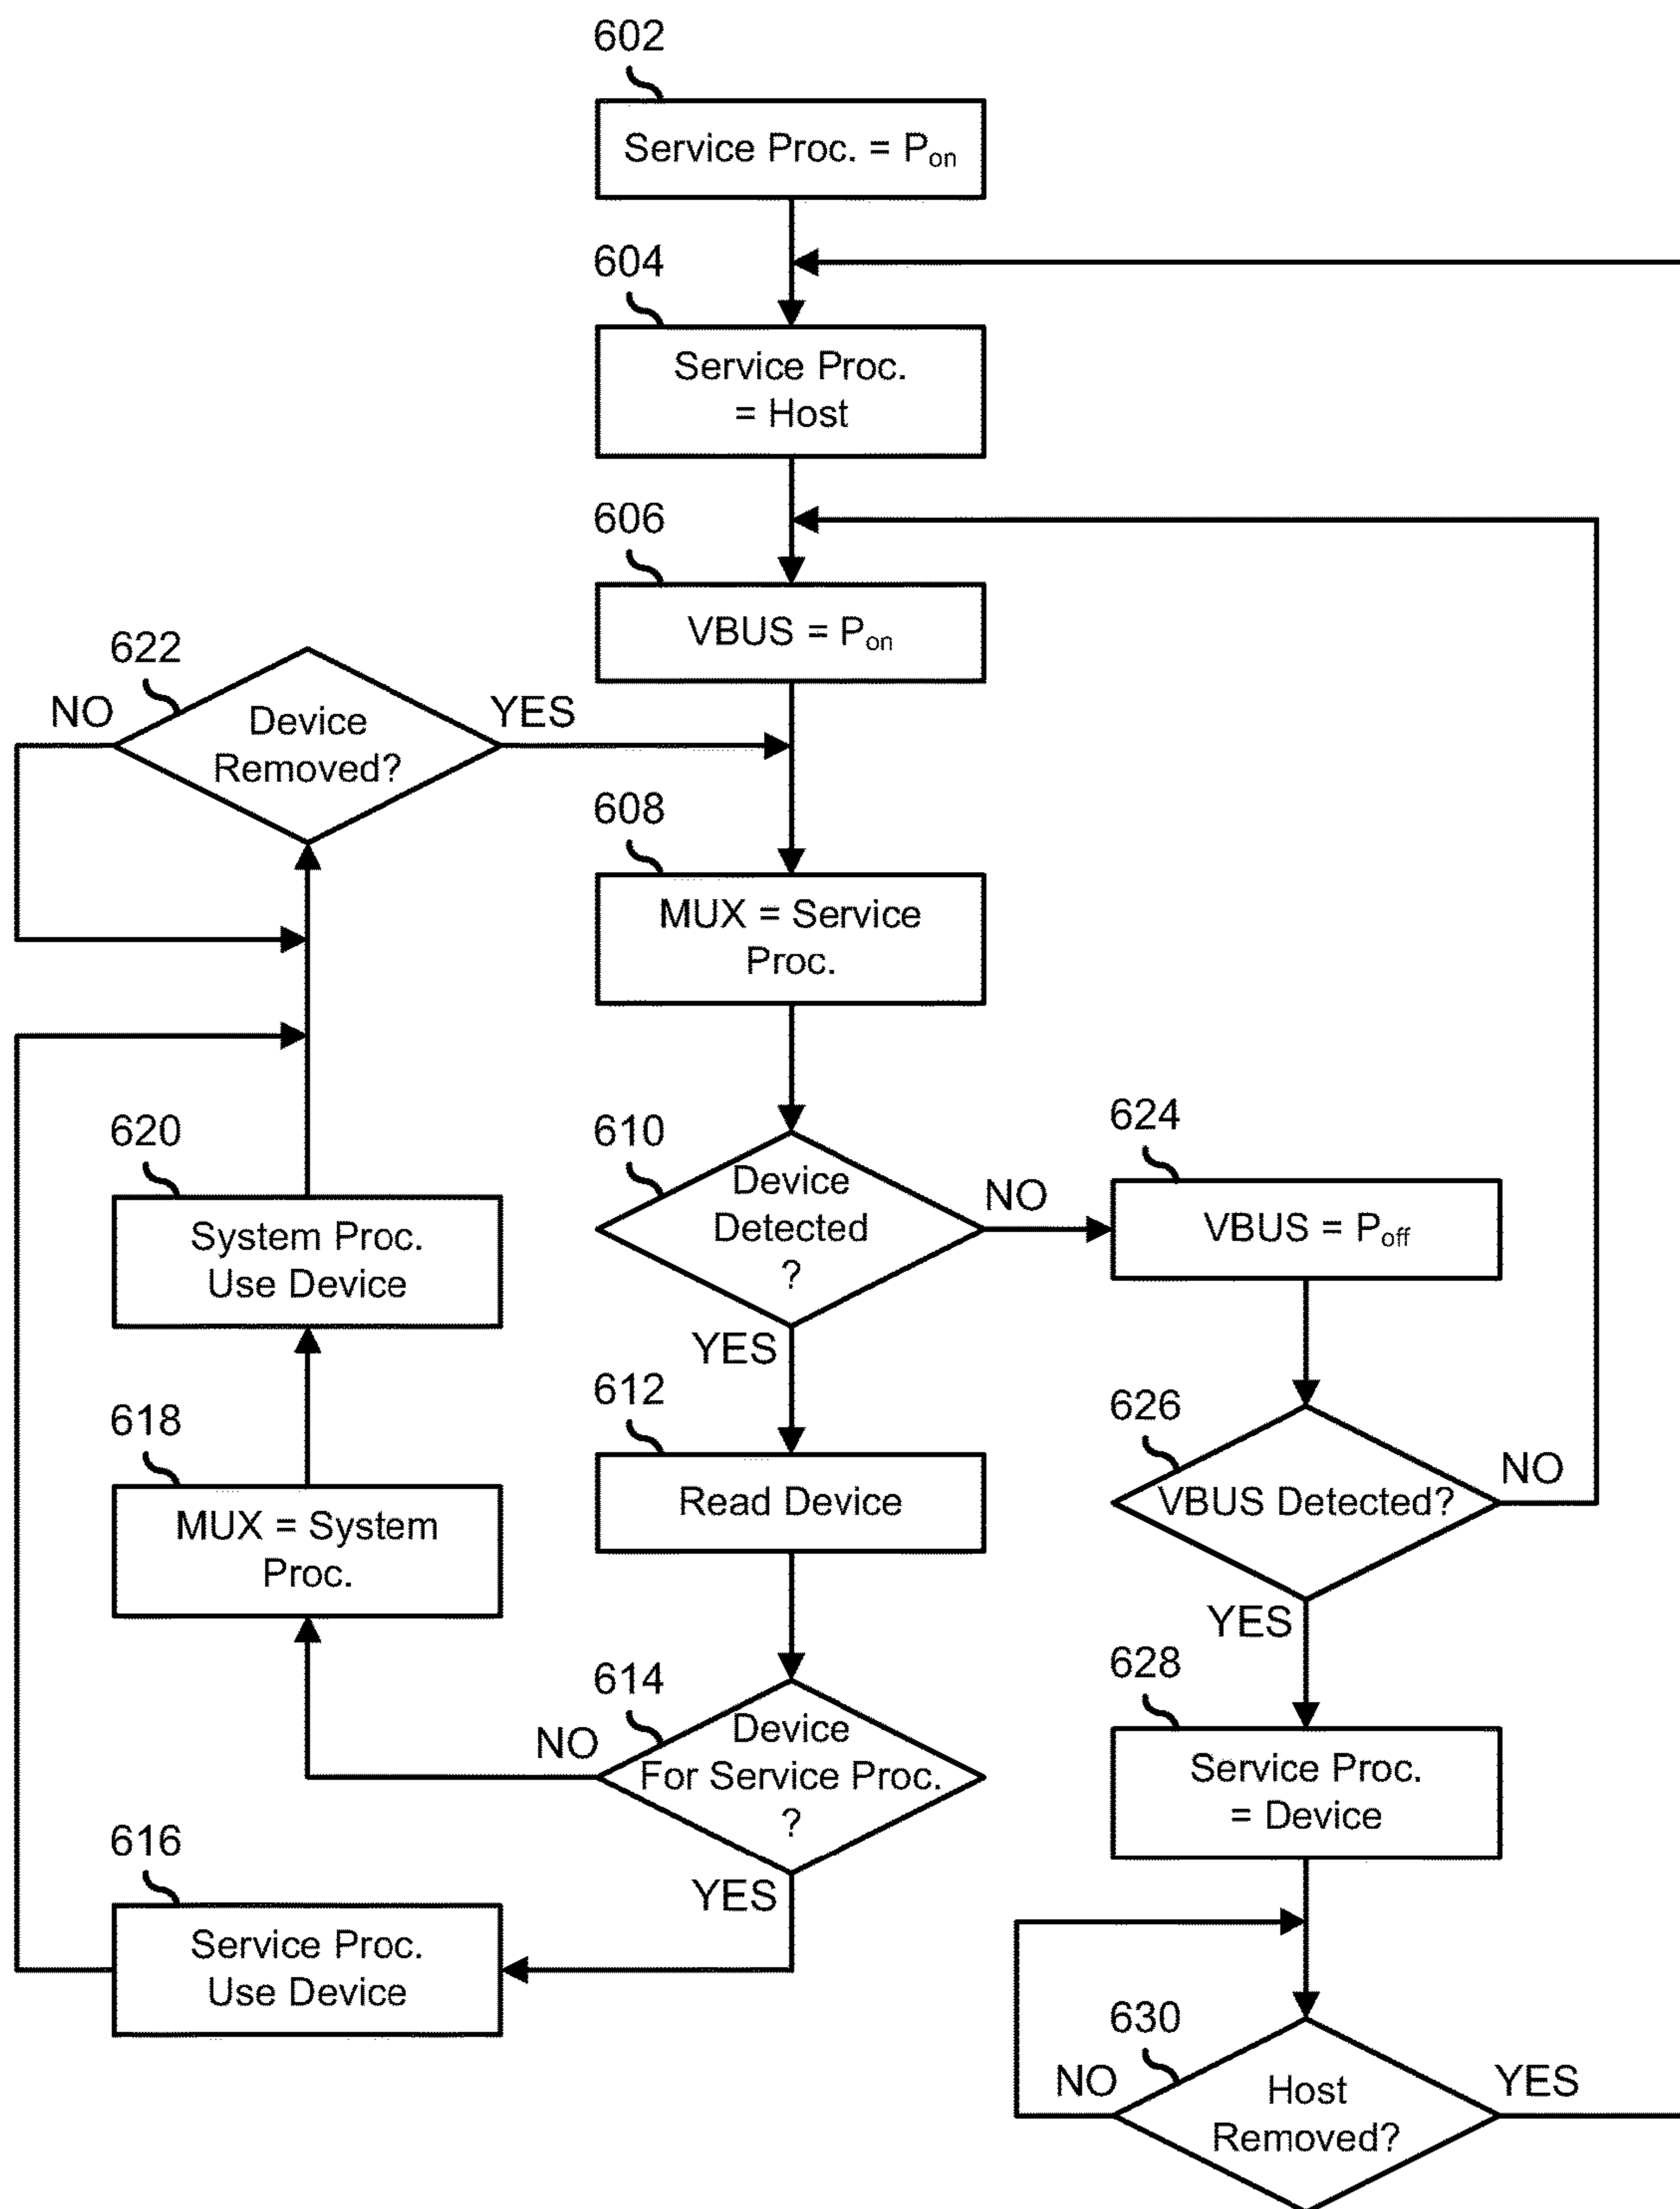 602
Service Proc. = Pon
604
Service Proc.
= Host
606
VBUS = Pon
622
NO
Device
Removed?
YES
608
MUX = Service
Proc.
620
System Proc.
Use Device
610
Device
Detected
?
NO
YES
624
VBUS = Poff
612
Read Device
618
MUX = System
Proc.
626
VBUS Detected?
NO
YES
614
NO
Device
For Service Proc.
?
YES
628
Service Proc.
= Device
616
Service Proc.
Use Device
630
NO
Host
Removed?
YES